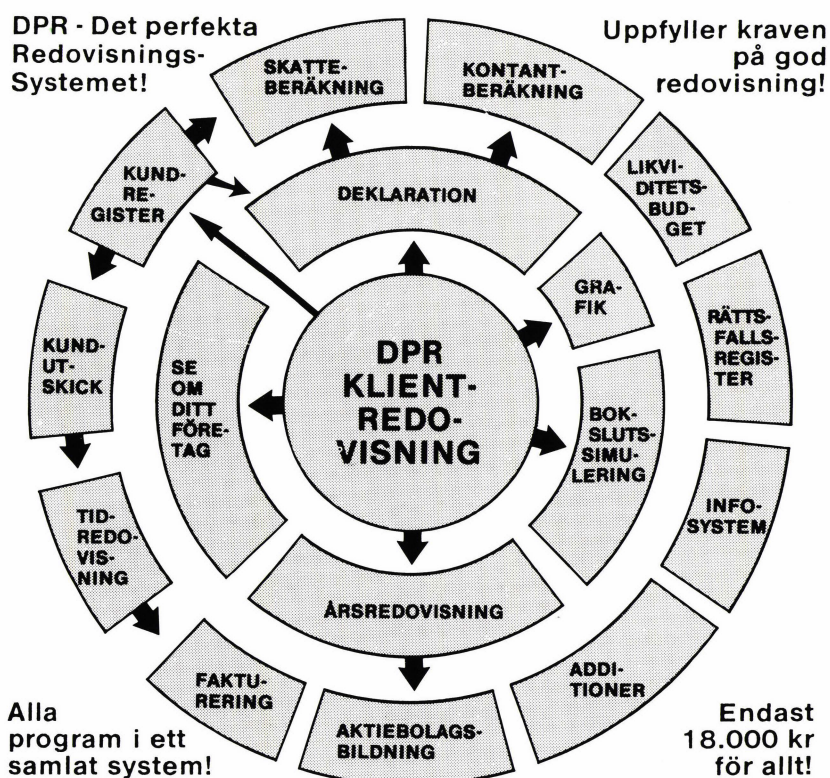 DPR - Det perfekta
Redovisnings-
Systemet!
Uppfyller kraven
på god
redovisning!
SKATTE-
BERÄKNING
KONTANT-
BERÄKNING
KUND-
RE-
GISTER
DEKLARATION
LIKVI-
DITETS-
BUD-
GET
GRA-
FIK
RÄTTS-
FALLS-
REGIS-
TER
KUND-
UT-
SKICK
SE
OM
DITT
FÖRE-
TAG
DPR
KLIENT-
REDO-
VISNING
BOK-
SLUTS-
SIMU-
LERING
INFO-
SYSTEM
TID-
REDO-
VIS-
NING
ÅRSREDOVISNING
ADDI-
TIONER
FAKTU-
RERING
AKTIEBOLAGS-
BILDNING
Alla
program i ett
samlat system!
Endast
18.000 kr
för allt!